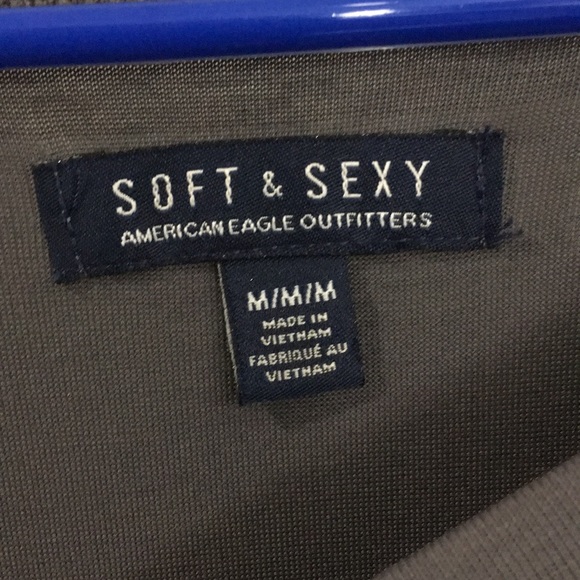 SOFT & SEXY
AMERICAN EAGLE OUTFITTERS
M/M/M
MADE IN
VIETNAM
FABRIQUÉ AU
VIETNAM